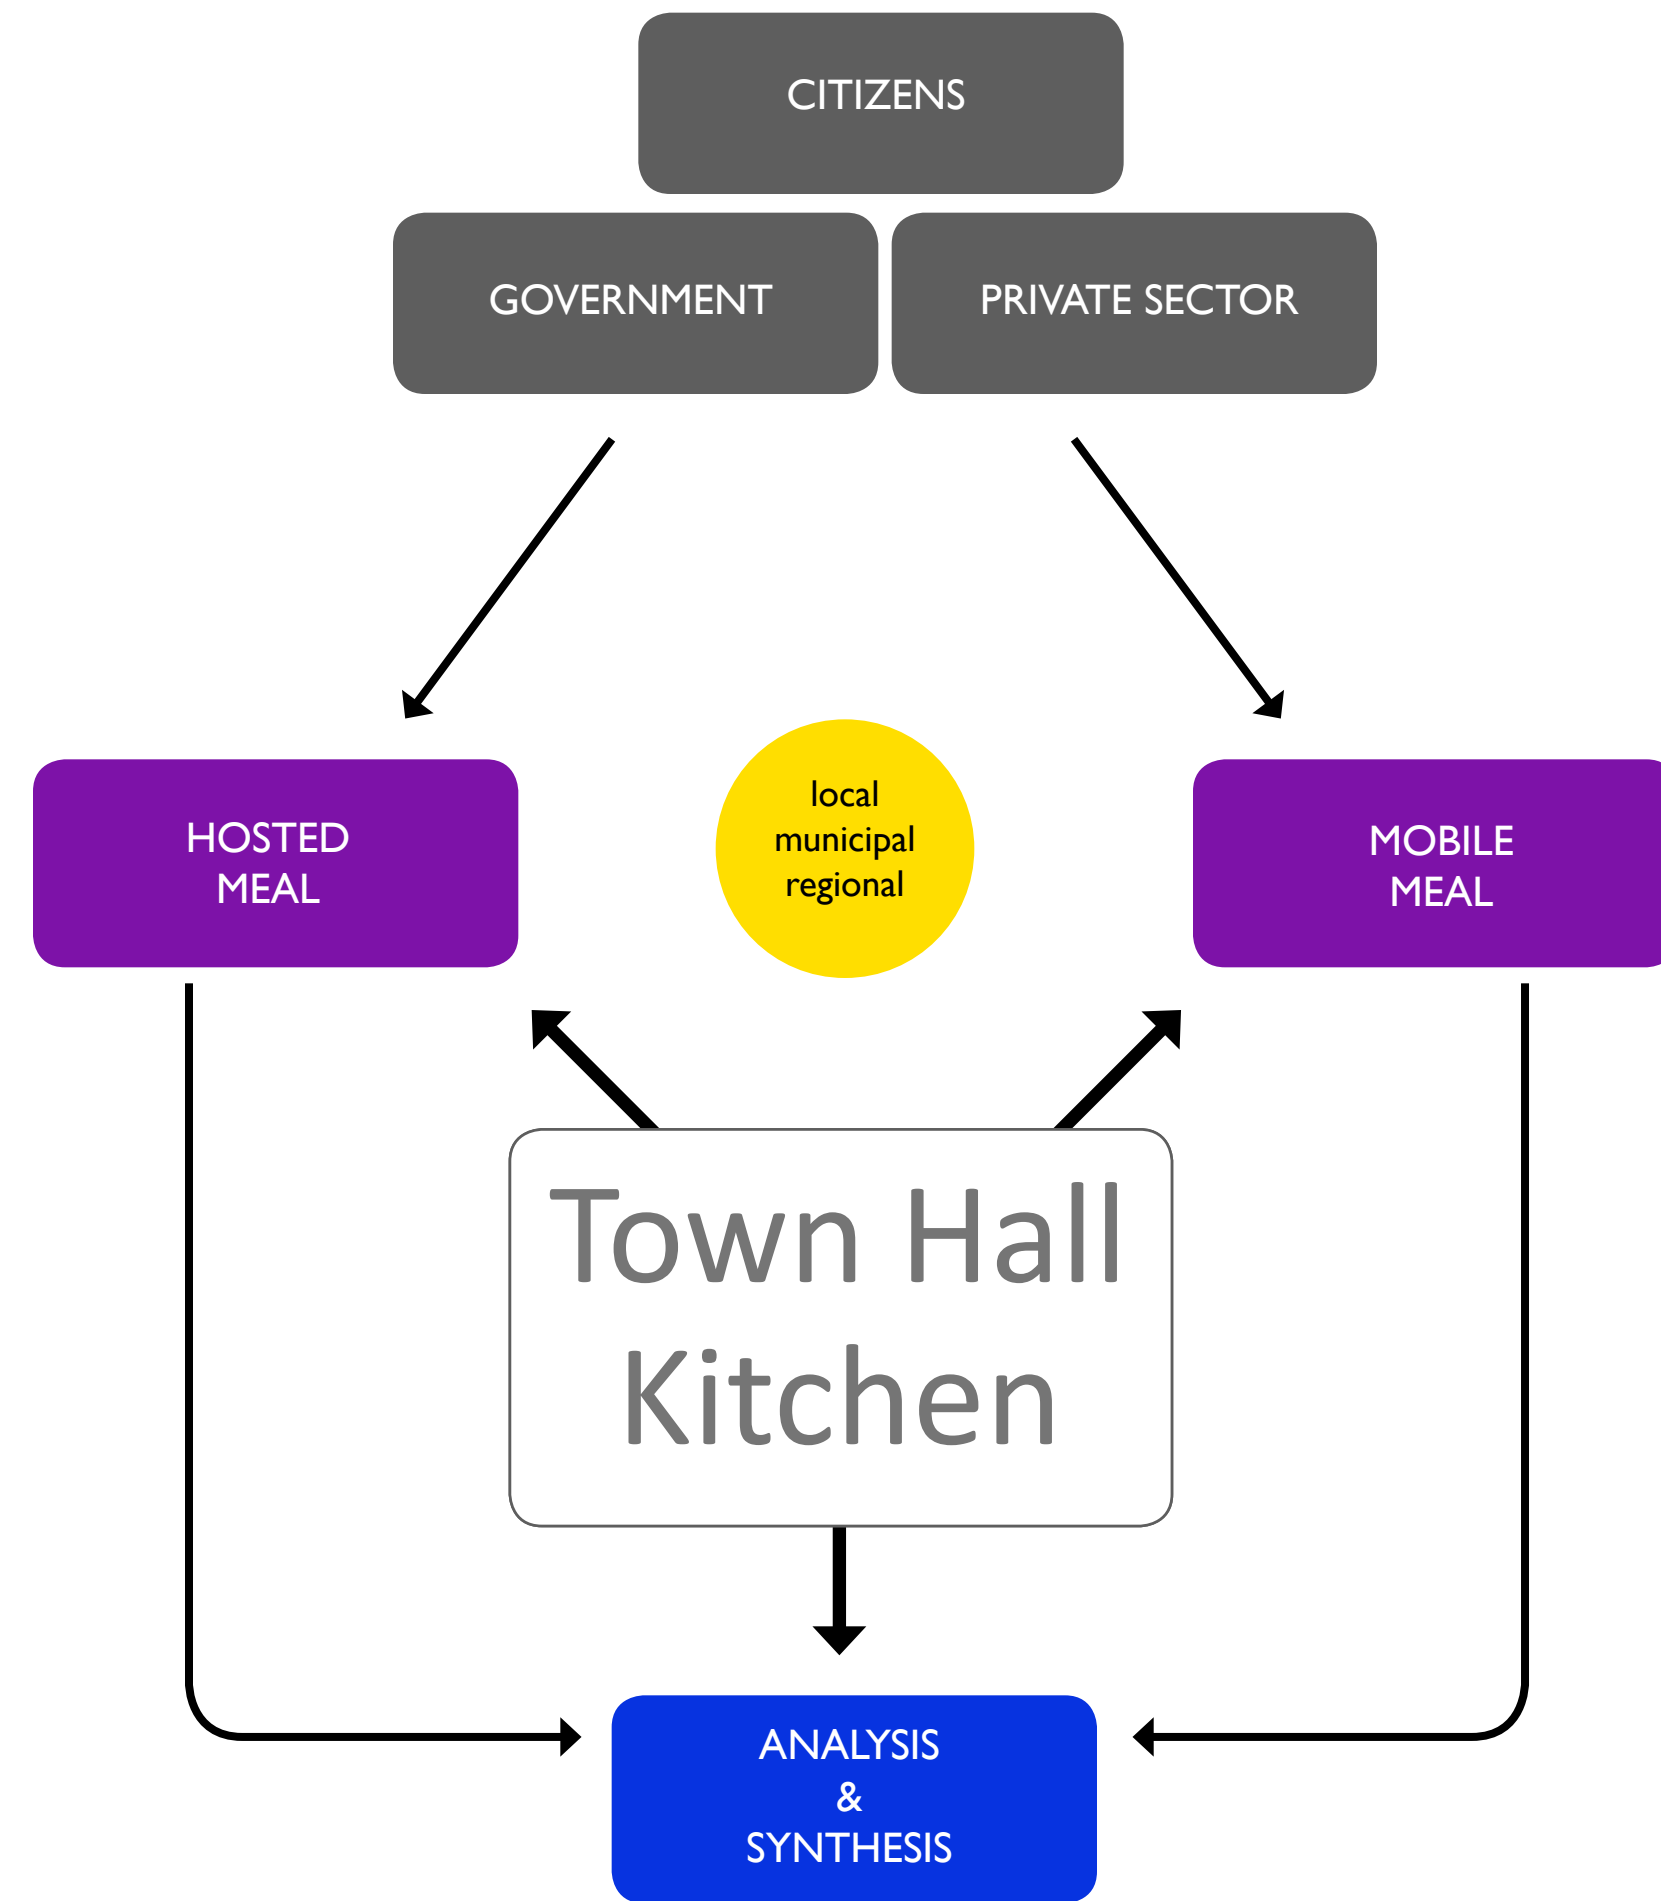 CITIZENS
GOVERNMENT
PRIVATE SECTOR
local
municipal
regional
HOSTED
MEAL
MOBILE
MEAL
Town Hall
Kitchen
ANALYSIS
&
SYNTHESIS